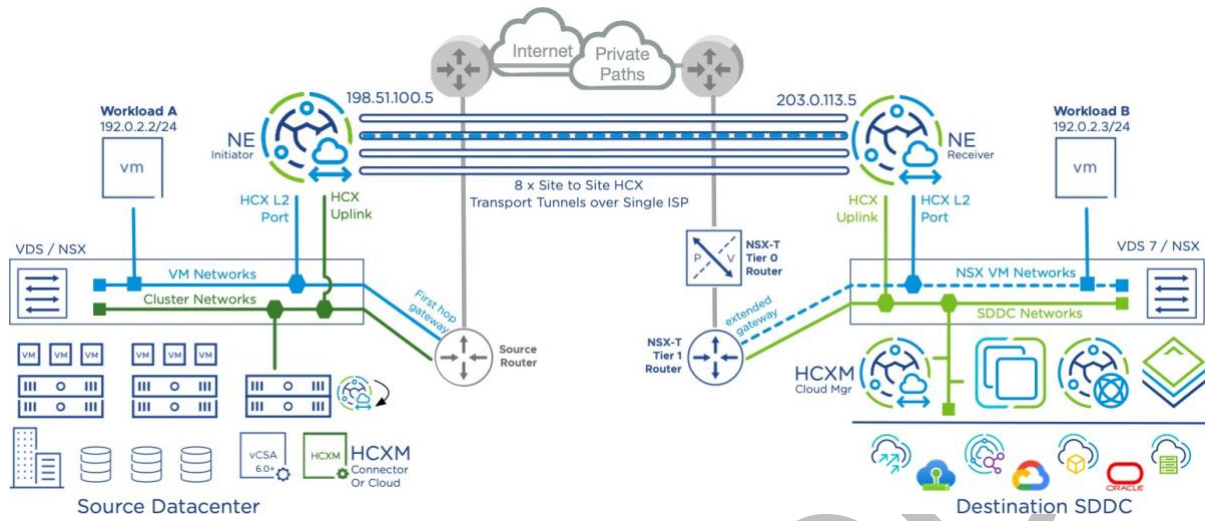 Internet
Private
Paths
198.51.100.5
203.0.113.5
Workload A
192.0.2.2/24
vm
NE
Initiator
NE
Receiver
Workload B
192.0.2.3/24
vm
8 x Site to Site HCX
Transport Tunnels over Single ISP
HCX L2
Port
HCX
Uplink
HCX
Uplink
HCX L2
Port
VDS / NSX
VM Networks
Cluster Networks
First hop
gateway
Source
Router
P V
NSX-T
Tier 0
Router
extended
gateway
NSX-T
Tier 1
Router
VDS 7 / NSX
NSX VM Networks
SDDC Networks
VM VM VM
VM VM VM
vCSA
6.0+
HCXM
HCXM
Connector
Or Cloud
HCXM
Cloud Mgr
ORACLE
Source Datacenter
Destination SDDC